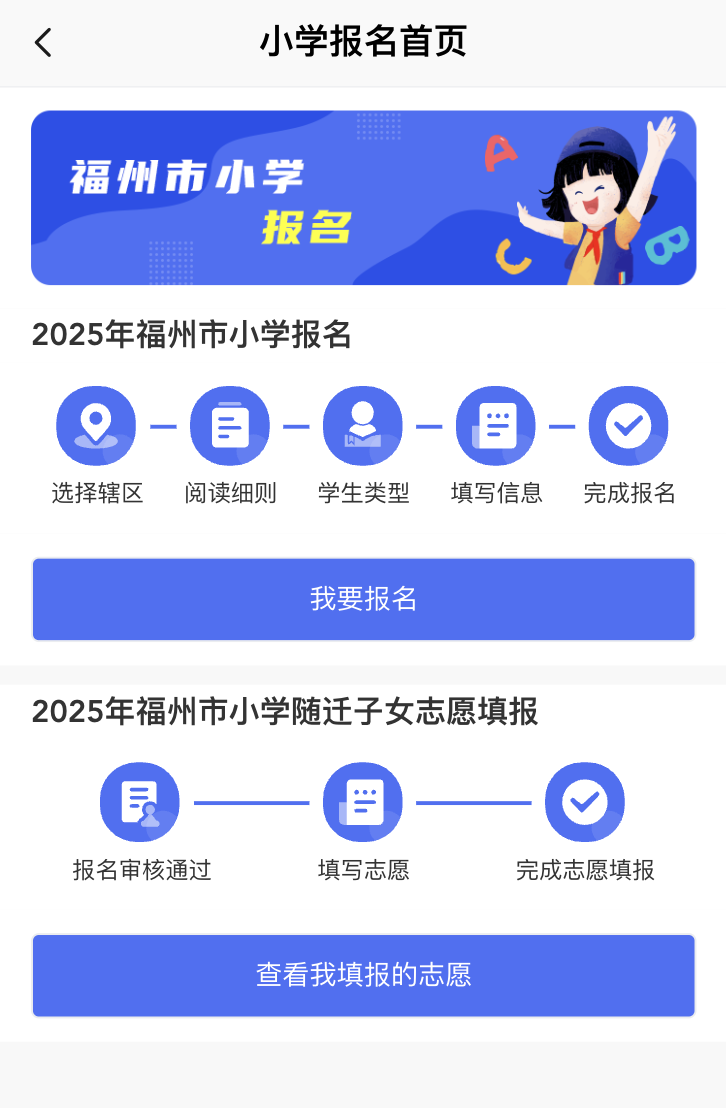 小学报名首页
福州市小学
报名
A
B
C
2025年福州市小学报名
选择辖区 阅读细则 学生类型 填写信息 完成报名
我要报名
2025年福州市小学随迁子女志愿填报
报名审核通过 填写志愿 完成志愿填报
查看我填报的志愿